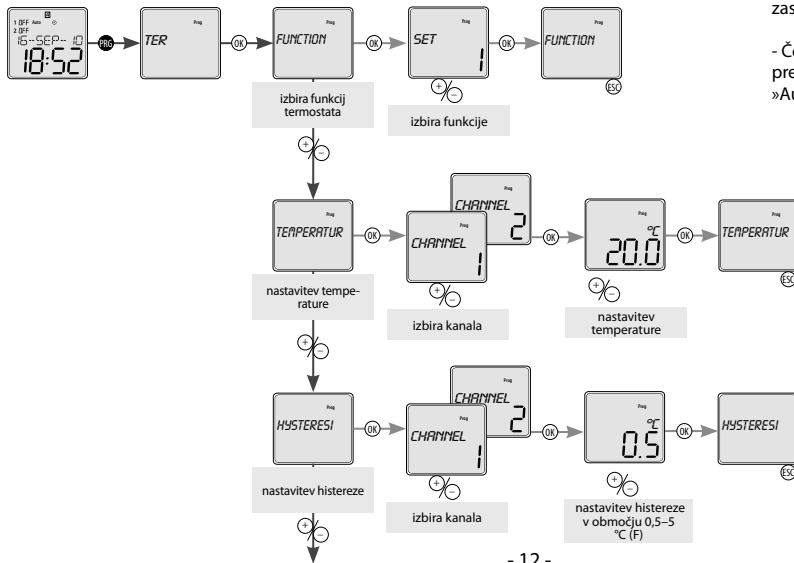 1 OFF Auto
2 OFF
16-SEP-10
18:52
PRG
Prog
TER
OK
Prog
FUNCTION
OK
Prog
SET
1
OK
Prog
FUNCTION
ESC
izbira funkcij
termostata
+/-
izbira funkcije
+/-
Prog
TEMPERATUR
OK
Prog
CHANNEL
2
Prog
CHANNEL
1
OK
Prog
°C
20.0
OK
Prog
TEMPERATUR
ESC
nastavitev tempe-
rature
+/-
izbira kanala
+/-
nastavitev
temperature
+/-
Prog
HYSTERESI
OK
Prog
CHANNEL
2
Prog
CHANNEL
1
OK
Prog
°C
0.5
OK
Prog
HYSTERESI
ESC
nastavitev histereze
+/-
izbira kanala
+/-
nastavitev histereze
v območju 0,5–5
°C (F)
+/-
- 12 -
zas
- Č
pre
»Au